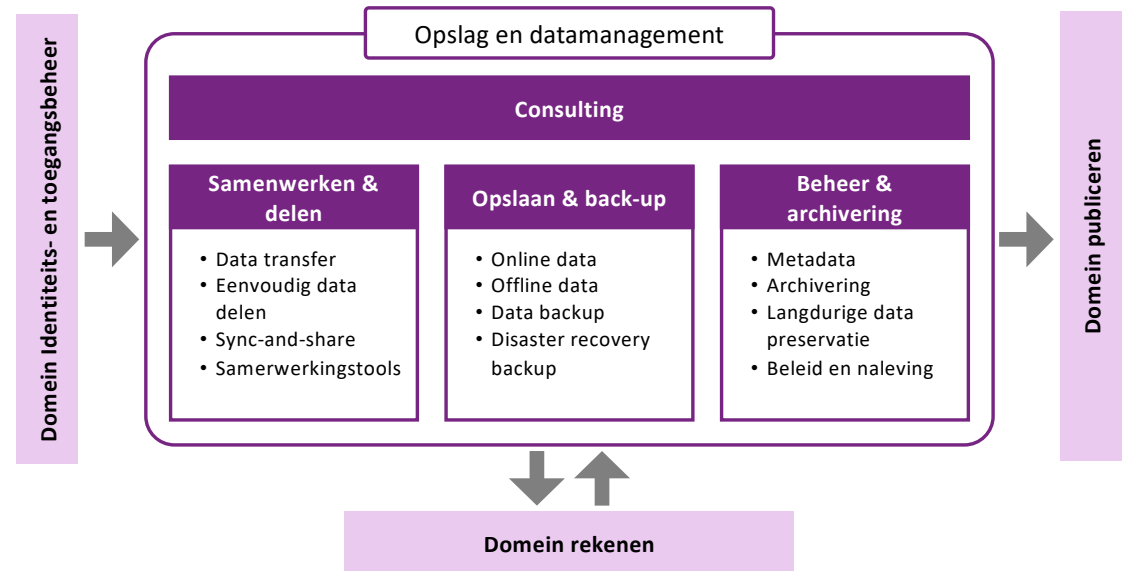 Opslag en datamanagement
Domein Identiteits- en toegangsbeheer
Consulting
Samenwerken &
delen
• Data transfer
• Eenvoudig data
delen
• Sync-and-share
• Samerwerkingstools
Opslaan & back-up
• Online data
• Offline data
• Data backup
• Disaster recovery
backup
Beheer &
archivering
• Metadata
• Archivering
• Langdurige data
preservatie
• Beleid en naleving
Domein publiceren
Domein rekenen